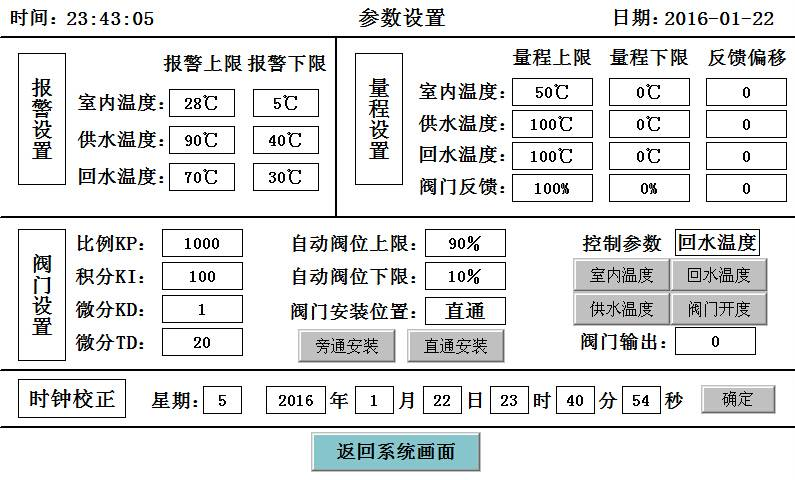 时间：23:43:05 参数设置 日期：2016-01-22
报警设置
报警上限 报警下限
室内温度： 28℃ 5℃
供水温度： 90℃ 40℃
回水温度： 70℃ 30℃
量程设置
量程上限 量程下限 反馈偏移
室内温度： 50℃ 0℃ 0
供水温度： 100℃ 0℃ 0
回水温度： 100℃ 0℃ 0
阀门反馈： 100% 0% 0
阀门设置
比例KP： 1000
积分KI： 100
微分KD： 1
微分TD： 20
自动阀位上限： 90%
自动阀位下限： 10%
阀门安装位置： 直通
旁通安装 直通安装
控制参数 回水温度
室内温度 回水温度
供水温度 阀门开度
阀门输出： 0
时钟校正 星期： 5 2016 年 1 月 22 日 23 时 40 分 54 秒 确定
返回系统画面